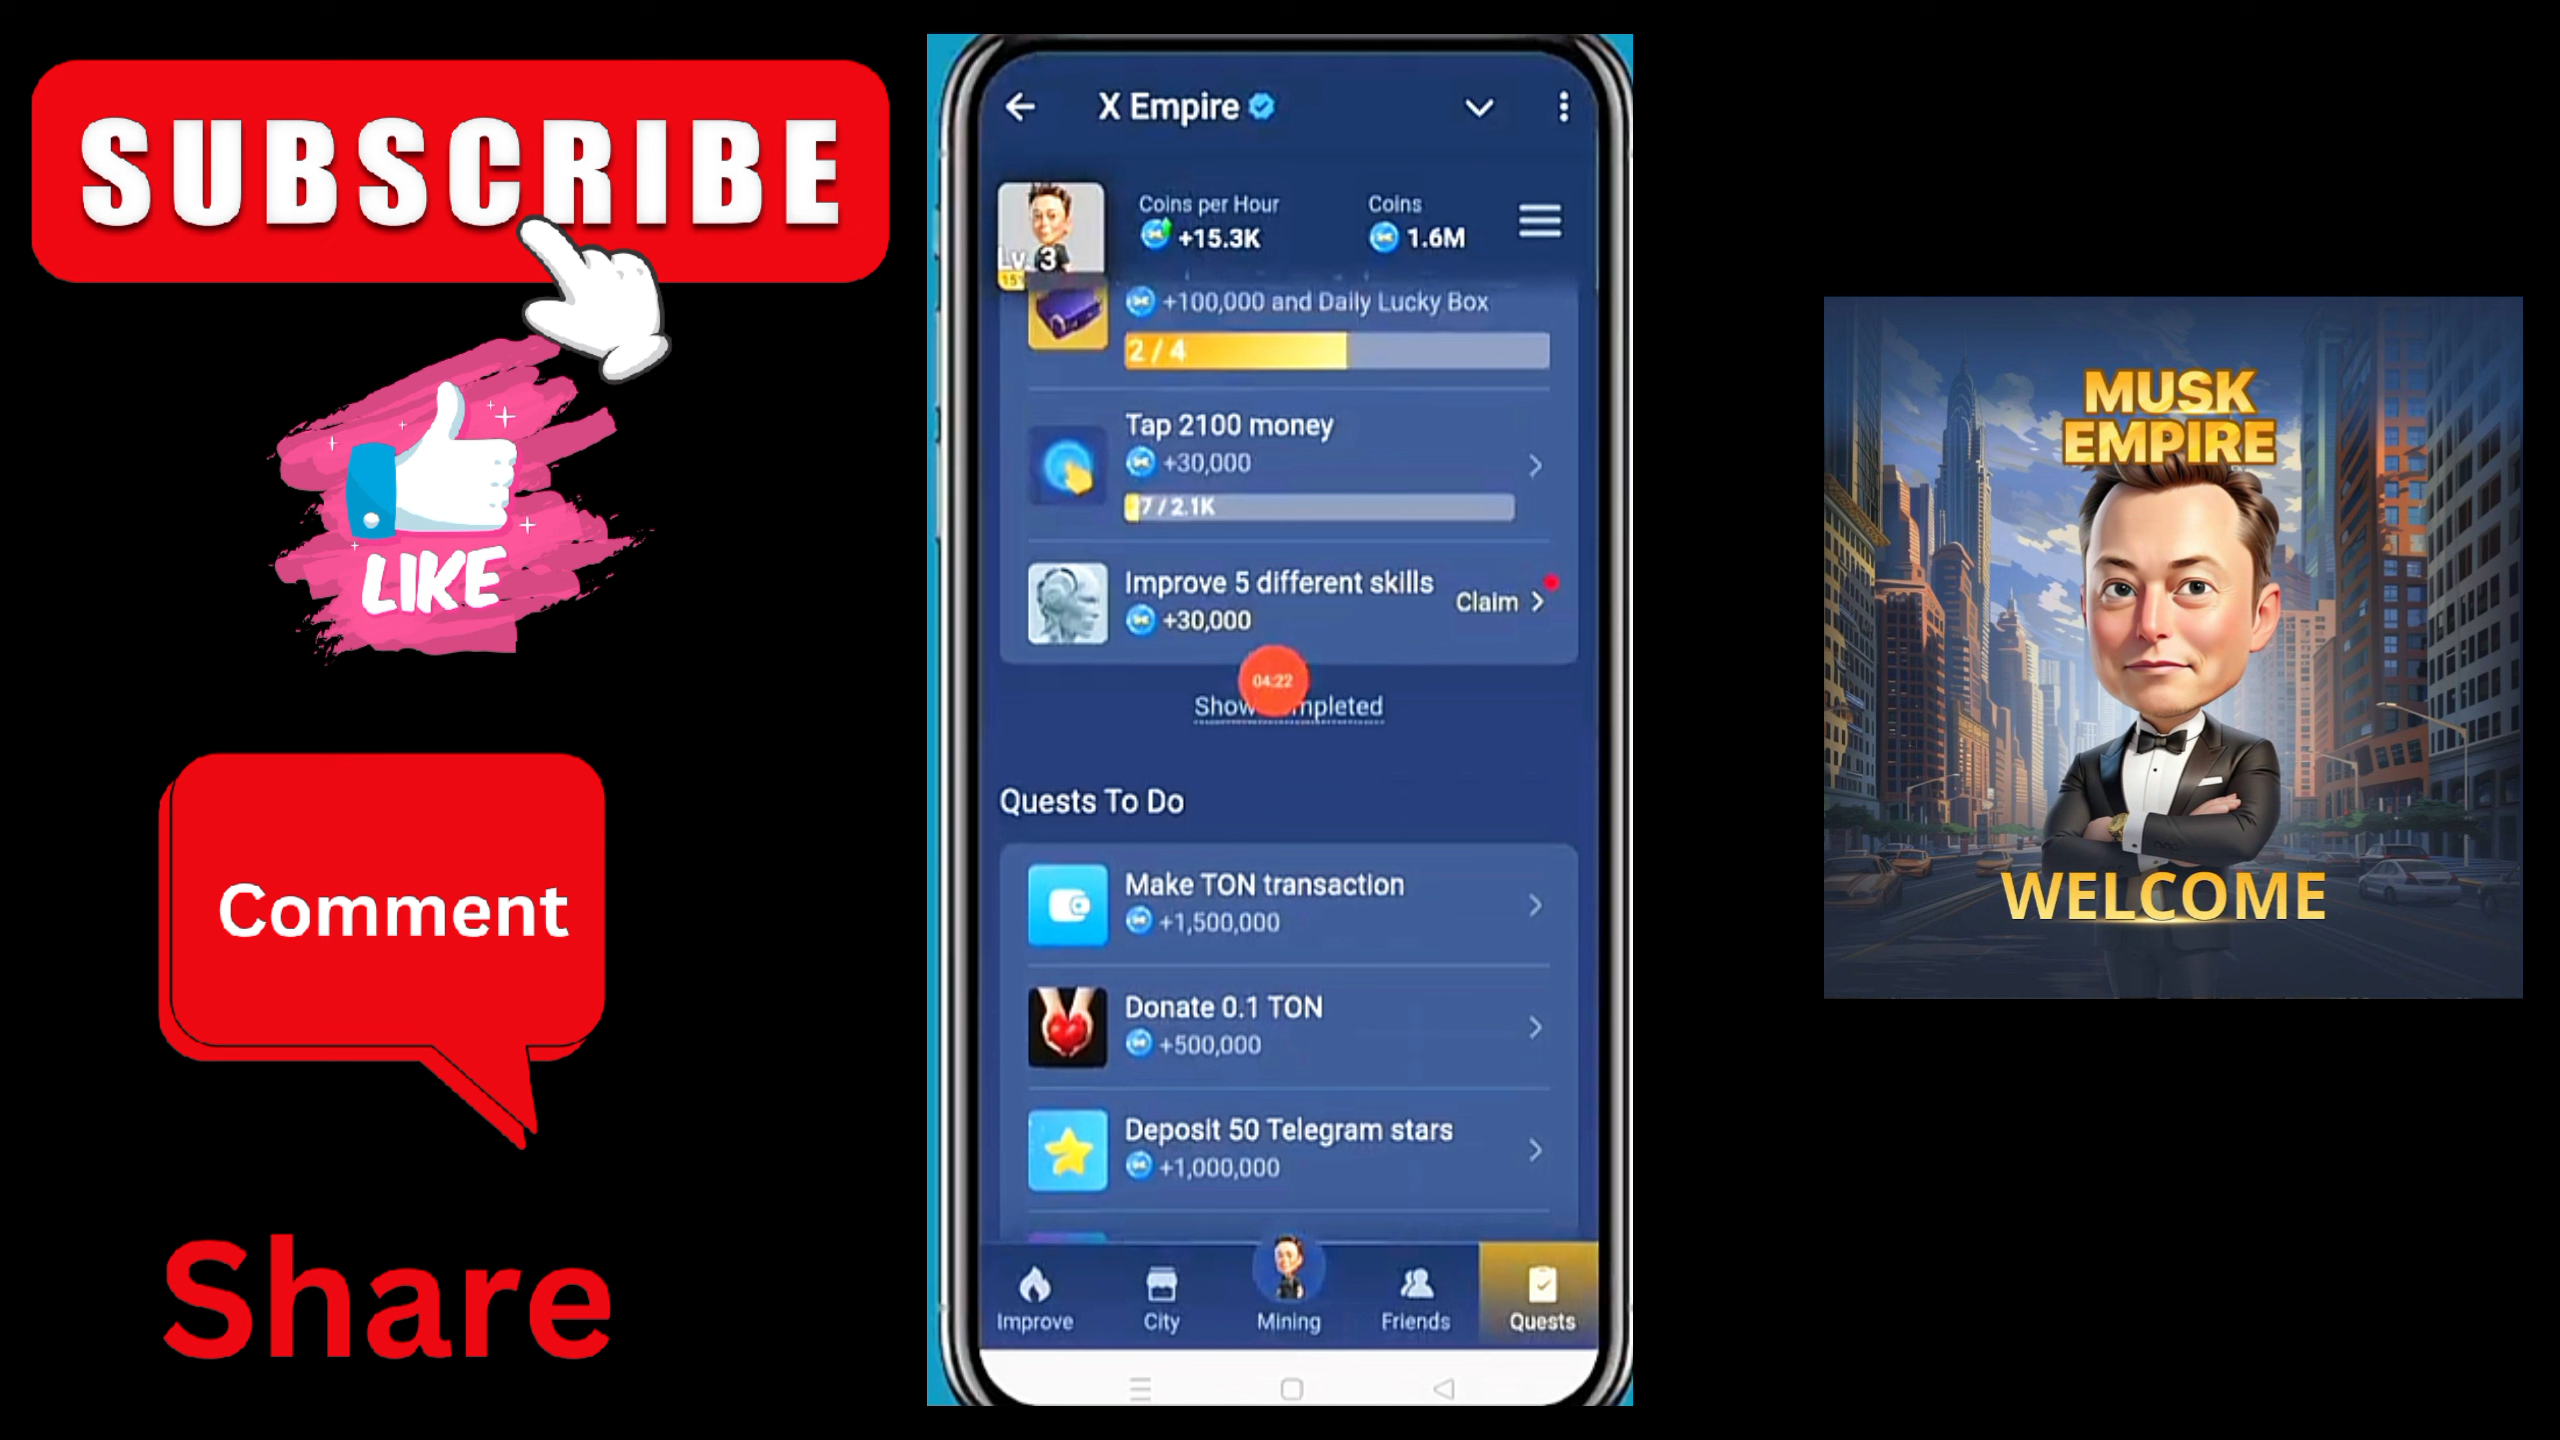 SUBSCRIBE
LIKE
Comment
Share
X Empire
Coins per Hour
+15.3K
Coins
1.6M
Lv. 3
+100,000 and Daily Lucky Box
2 / 4
Tap 2100 money
+30,000
7 / 2.1K
Improve 5 different skills
+30,000
Claim
04:22
Show
Quests To Do
Make TON transaction
+1,500,000
Donate 0.1 TON
+500,000
Deposit 50 Telegram stars
+1,000,000
Improve
City
Mining
Friends
Quests
MUSK
EMPIRE
WELCOME